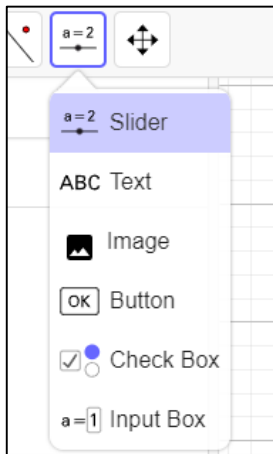 a=2
a=2 Slider
ABC Text
Image
OK Button
Check Box
a=1 Input Box